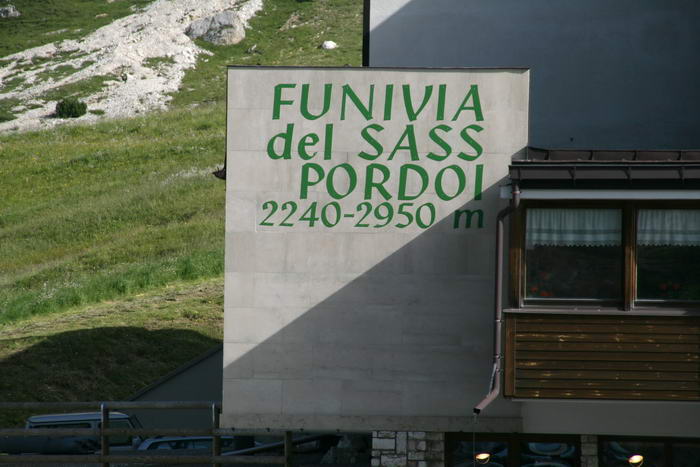 FUNIVIA
del SASS
PORDOI
2240-2950 m